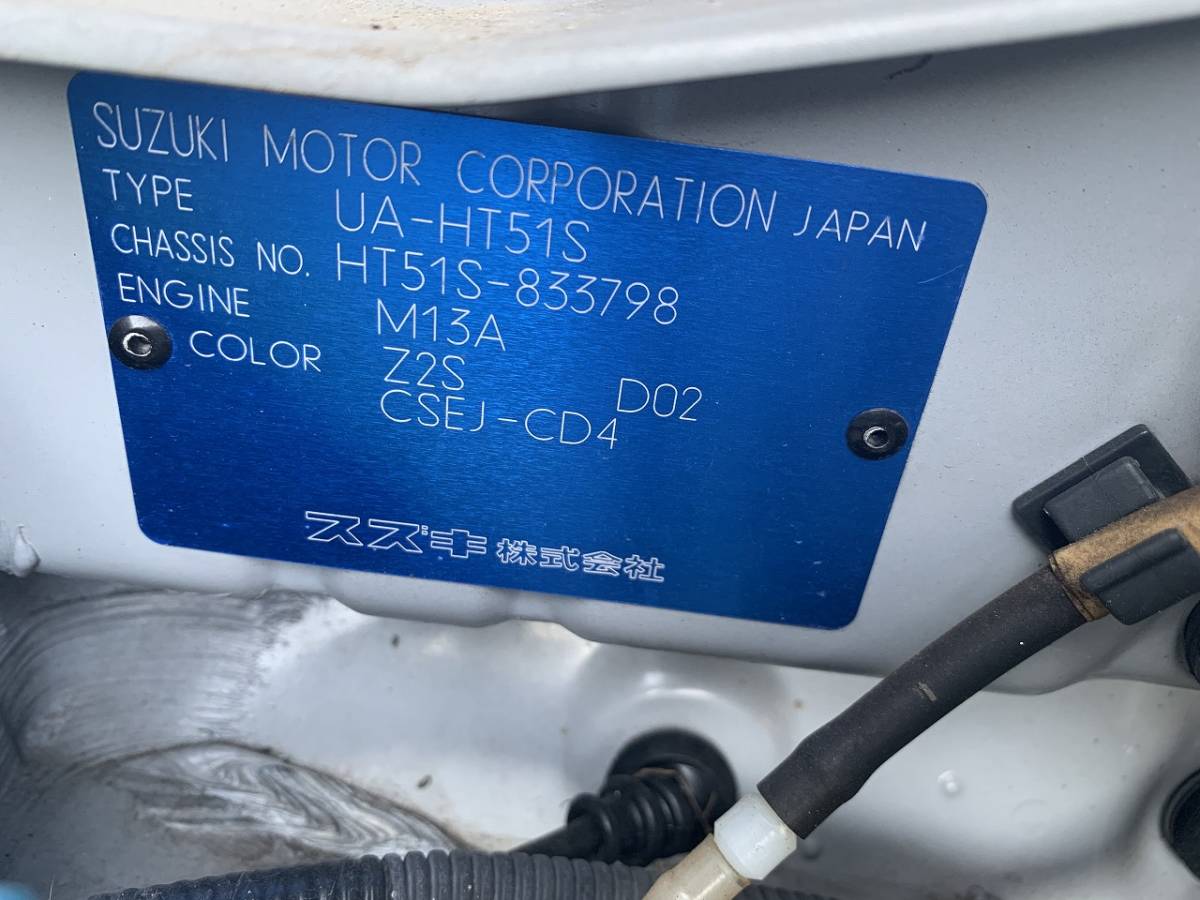 SUZUKI MOTOR CORPORATION JAPAN
TYPE UA-HT51S
CHASSIS NO. HT51S-833798
ENGINE M13A
COLOR Z2S D02
CSEJ-CD4
スズキ株式会社